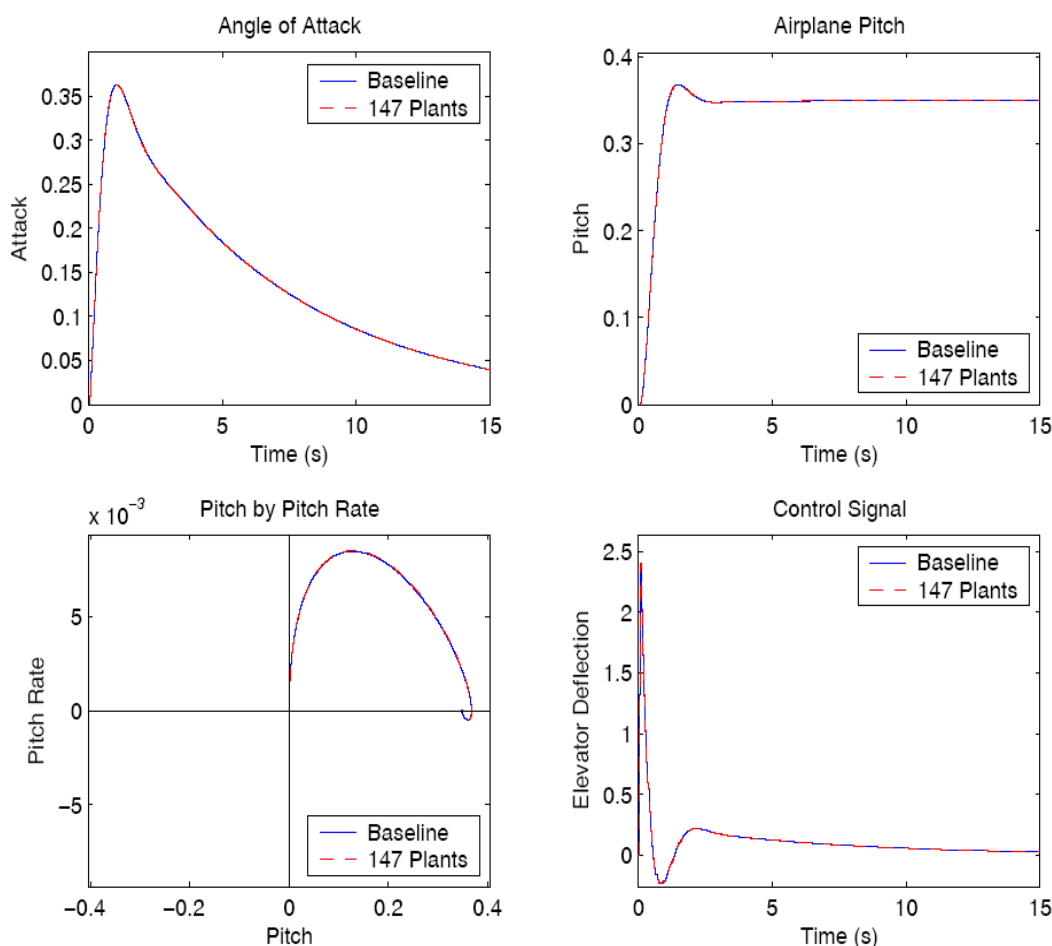 Angle of Attack
0.35
0.3
0.25
0.2
0.15
0.1
0.05
0
Attack
Baseline
147 Plants
0
5
10
15
Time (s)
Airplane Pitch
0.4
0.3
0.2
0.1
0
Pitch
Baseline
147 Plants
0
5
10
15
Time (s)
x 10⁻³
Pitch by Pitch Rate
5
0
−5
Pitch Rate
Baseline
147 Plants
−0.4
−0.2
0
0.2
0.4
Pitch
Control Signal
2.5
2
1.5
1
0.5
0
Elevator Deflection
Baseline
147 Plants
0
5
10
15
Time (s)